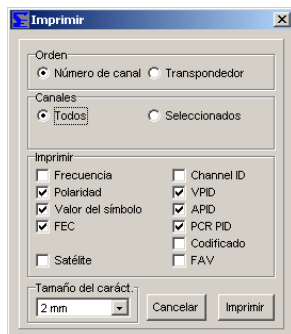 Imprimir
Orden
Número de canal Transpondedor
Canales
Todos Seleccionados
Imprimir
Frecuencia Channel ID
Polaridad VPID
Valor del símbolo APID
FEC PCR PID
Codificado
Satélite FAV
Tamaño del caráct.
2 mm Cancelar Imprimir